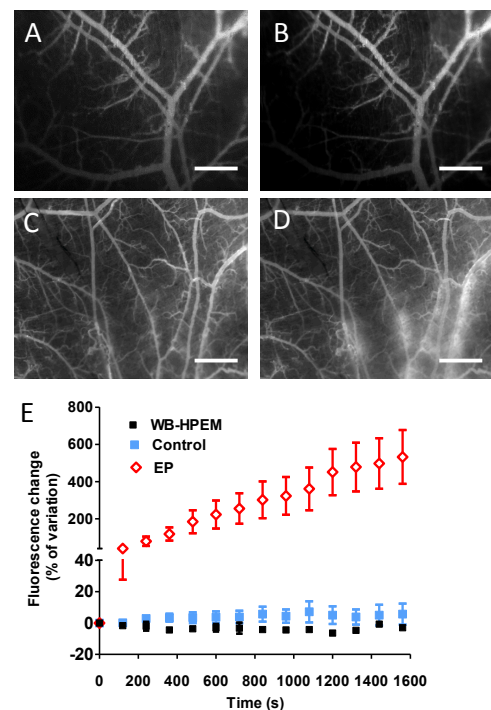 A
B
C
D
E
Fluorescence change
(% of variation)
800
600
400
200
40
20
0
-20
WB-HPEM
Control
EP
0 200 400 600 800 1000 1200 1400 1600
Time (s)